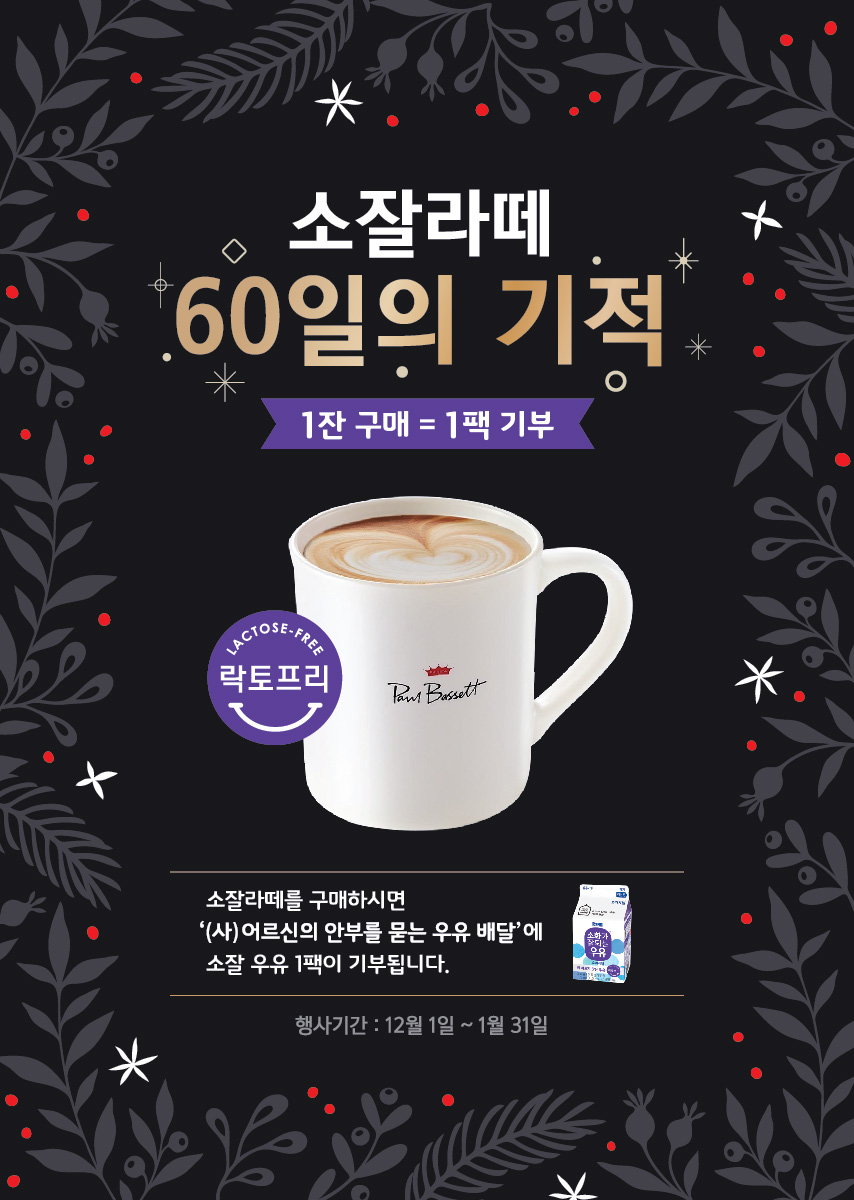 소잘라떼
60일의 기적
1잔 구매 = 1팩 기부
LACTOSE-FREE
락토프리
Paul Bassett
소잘라떼를 구매하시면
‘(사)어르신의 안부를 묻는 우유 배달’에
소잘 우유 1팩이 기부됩니다.
소화가
잘되는
우유
행사기간 : 12월 1일 ~ 1월 31일